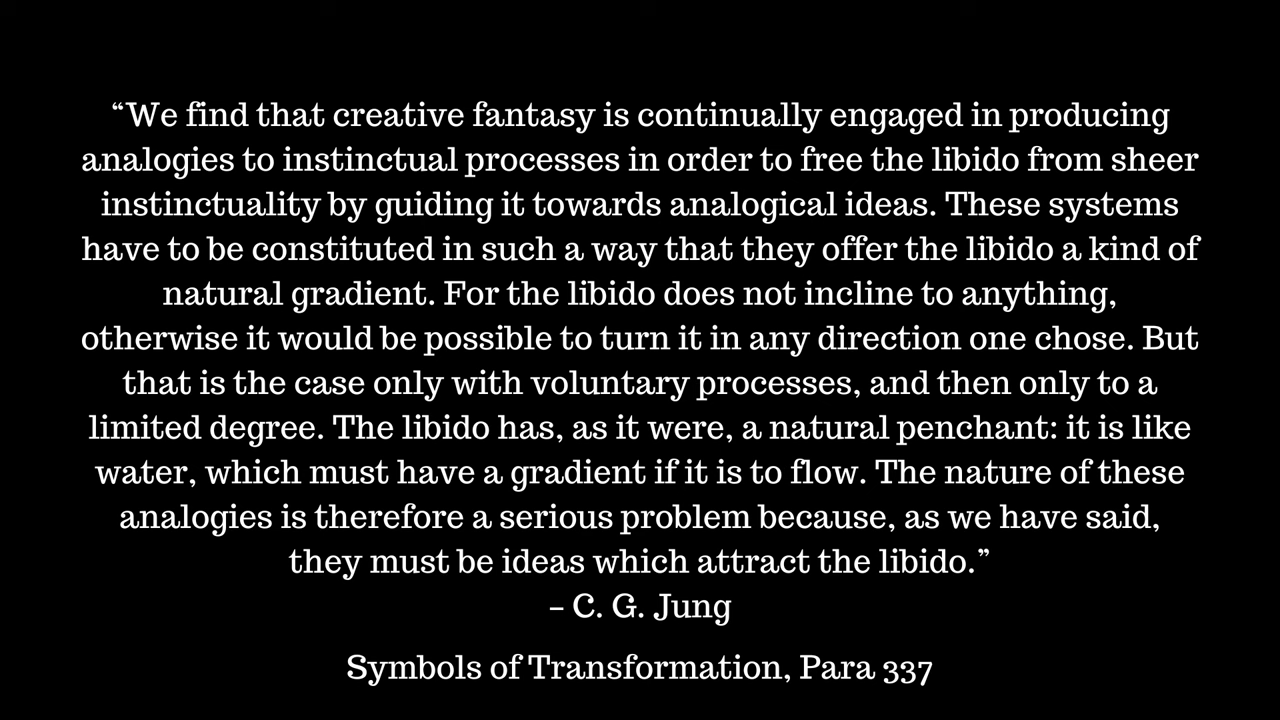 “We find that creative fantasy is continually engaged in producing
analogies to instinctual processes in order to free the libido from sheer
instinctuality by guiding it towards analogical ideas. These systems
have to be constituted in such a way that they offer the libido a kind of
natural gradient. For the libido does not incline to anything,
otherwise it would be possible to turn it in any direction one chose. But
that is the case only with voluntary processes, and then only to a
limited degree. The libido has, as it were, a natural penchant: it is like
water, which must have a gradient if it is to flow. The nature of these
analogies is therefore a serious problem because, as we have said,
they must be ideas which attract the libido.”
– C. G. Jung
Symbols of Transformation, Para 337